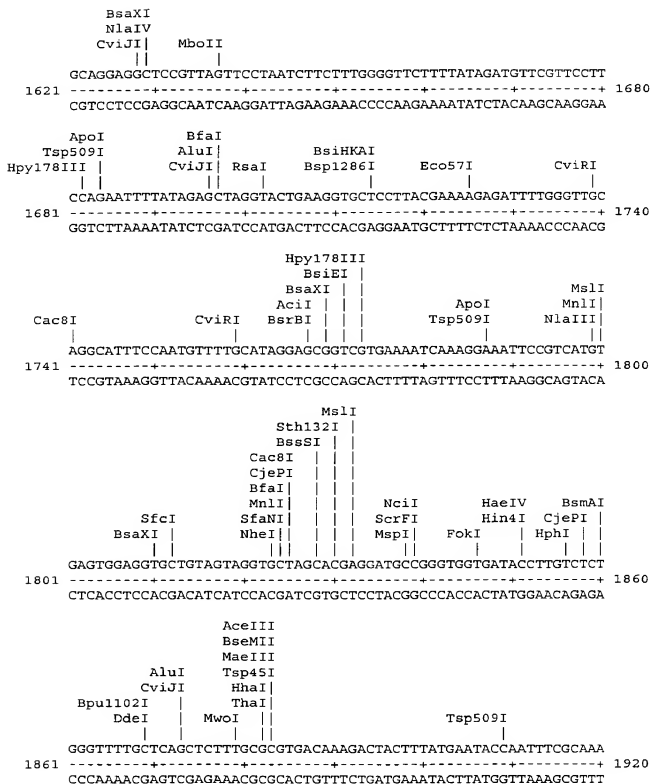 BsaXI
NlaIV
CviJI MboII
GCAGGAGGCTCCGTTAGTTCCTAATCTTCTTTGGGGTTCTTTTATAGATGTTCGTTCCTT
1621 ---------+---------+---------+---------+---------+---------+ 1680
CGTCCTCCGAGGCAATCAAGGATTAGAAGAAACCCCAAGAAAATATCTACAAGCAAGGAA
ApoI BfaI
Tsp509I AluI BsiHKAI
Hpy178III CviJI RsaI Bsp1286I Eco57I CviRI
CCAGAATTTTATAGAGCTAGGTACTGAAGGTGCTCCTTACGAAAAGAGATTTTGGGTTGC
1681 ---------+---------+---------+---------+---------+---------+ 1740
GGTCTTAAAATATCTCGATCCATGACTTCCACGAGGAATGCTTTTCTCTAAAACCCAACG
Hpy178III
BsiEI
BsaXI MslI
AciI ApoI MnlI
Cac8I CviRI BsrBI Tsp509I NlaIII
AGGCATTTCCAATGTTTTGCATAGGAGCGGTCGTGAAAATCAAAGGAAATTCCGTCATGT
1741 ---------+---------+---------+---------+---------+---------+ 1800
TCCGTAAAGGTTACAAAACGTATCCTCGCCAGCACTTTTAGTTTCCTTTAAGGCAGTACA
MslI
Sth132I
BssSI
Cac8I
CjePI
BfaI
MnlI NciI HaeIV BsmAI
SfcI SfaNI ScrFI Hin4I CjePI
BsaXI NheI MspI FokI HphI
GAGTGGAGGTGCTGTAGTAGGTGCTAGCACGAGGATGCCGGGTGGTGATACCTTGTCTCT
1801 ---------+---------+---------+---------+---------+---------+ 1860
CTCACCTCCACGACATCATCCACGATCGTGCTCCTACGGCCCACCACTATGGAACAGAGA
AceIII
BseMII
MaeIII
AluI Tsp45I
CviJI HhaI
Bpu1102I ThaI
DdeI MwoI Tsp509I
GGGTTTTGCTCAGCTCTTTGCGCGTGACAAAGACTACTTTATGAATACCAATTTCGCAAA
1861 ---------+---------+---------+---------+---------+---------+ 1920
CCCAAAACGAGTCGAGAAACGCGCACTGTTTCTGATGAAATACTTATGGTTAAAGCGTTT